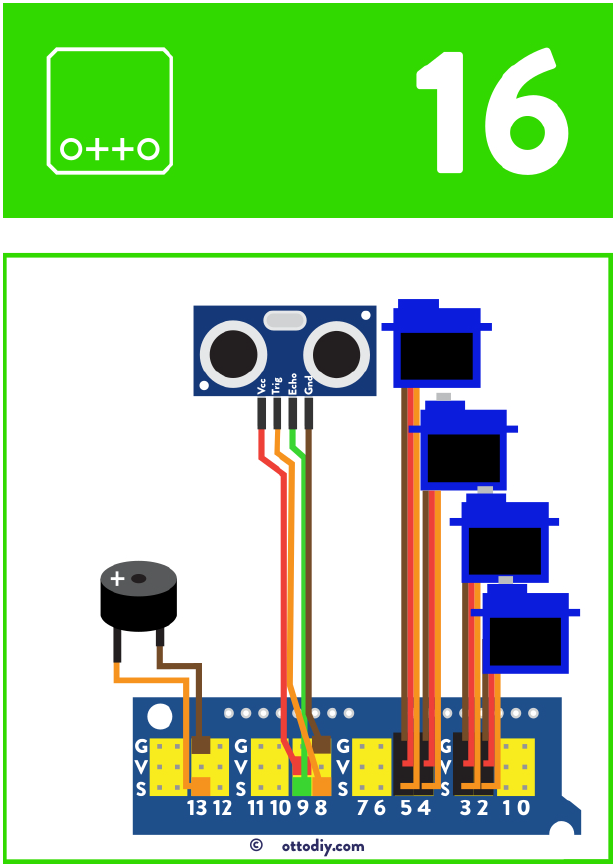 16
O++O
Vcc Trig Echo Gnd
+
G G G G
V V V V
S S S S
13 12 11 10 9 8 7 6 5 4 3 2 1 0
© ottodiy.com